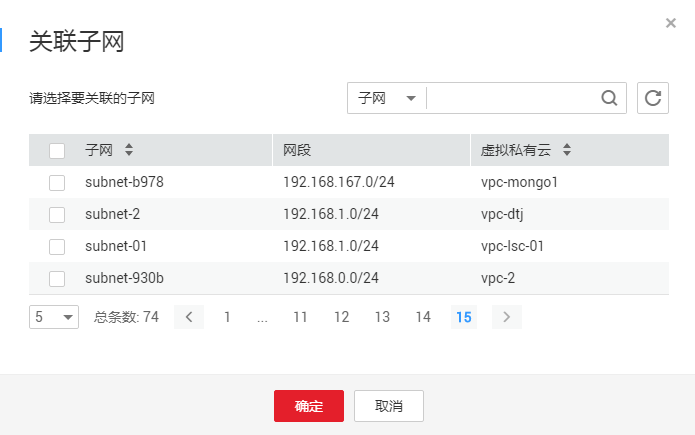 关联子网
请选择要关联的子网 子网
子网 网段 虚拟私有云
subnet-b978 192.168.167.0/24 vpc-mongo1
subnet-2 192.168.1.0/24 vpc-dtj
subnet-01 192.168.1.0/24 vpc-lsc-01
subnet-930b 192.168.0.0/24 vpc-2
5 总条数: 74 1 ... 11 12 13 14 15
确定 取消